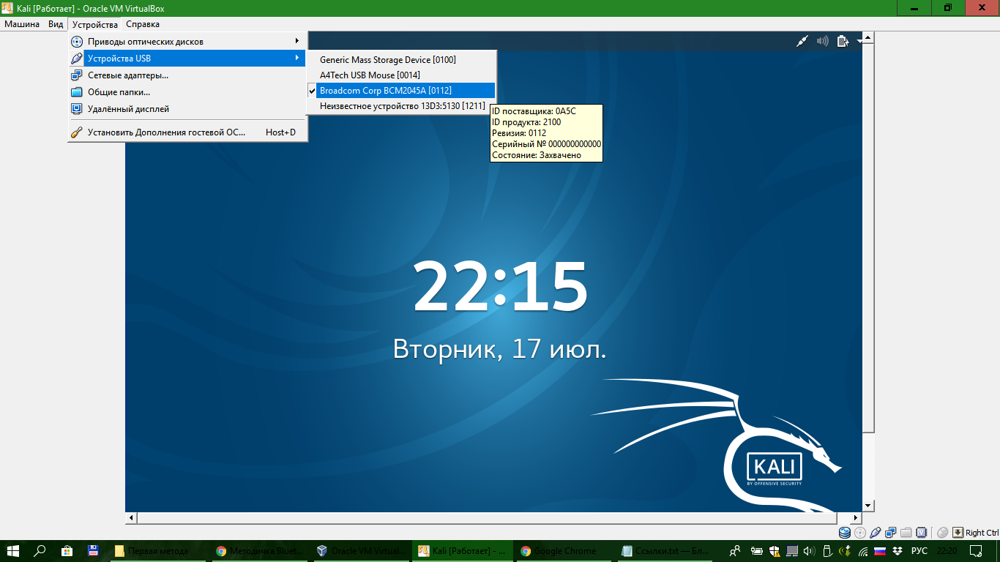 Kali [Работает] - Oracle VM VirtualBox
Машина Вид Устройства Справка
Приводы оптических дисков
Устройства USB
Сетевые адаптеры...
Общие папки...
Удалённый дисплей
Установить Дополнения гостевой ОС... Host+D
Generic Mass Storage Device [0100]
A4Tech USB Mouse [0014]
Broadcom Corp BCM2045A [0112]
Неизвестное устройство 13D3:5130 [1211]
ID поставщика: 0A5C
ID продукта: 2100
Ревизия: 0112
Серийный № 000000000000
Состояние: Захвачено
22:15
Вторник, 17 июл.
KALI
BY OFFENSIVE SECURITY
Right Ctrl
Первая метода
Методичка Bluet...
Oracle VM Virtual...
Kali [Работает] - ...
Google Chrome
Ссылки.txt — Бл...
РУС
22:20